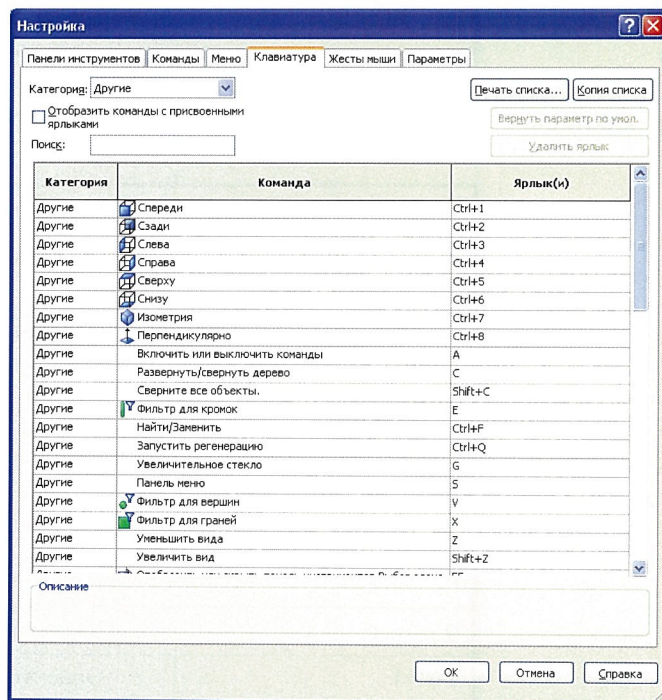 Настройка
Панели инструментов Команды Меню Клавиатура Жесты мыши Параметры
Категория: Другие Печать списка... Копия списка
Отобразить команды с присвоенными ярлыками Вернуть параметр по умол.
Поиск: Удалить ярлык
Категория Команда Ярлык(и)
Другие Спереди Ctrl+1
Другие Сзади Ctrl+2
Другие Слева Ctrl+3
Другие Справа Ctrl+4
Другие Сверху Ctrl+5
Другие Снизу Ctrl+6
Другие Изометрия Ctrl+7
Другие Перпендикулярно Ctrl+8
Другие Включить или выключить команды A
Другие Развернуть/свернуть дерево C
Другие Сверните все объекты. Shift+C
Другие Фильтр для кромок E
Другие Найти/Заменить Ctrl+F
Другие Запустить регенерацию Ctrl+Q
Другие Увеличительное стекло G
Другие Панель меню S
Другие Фильтр для вершин V
Другие Фильтр для граней X
Другие Уменьшить вида Z
Другие Увеличить вид Shift+Z
Описание
OK Отмена Справка